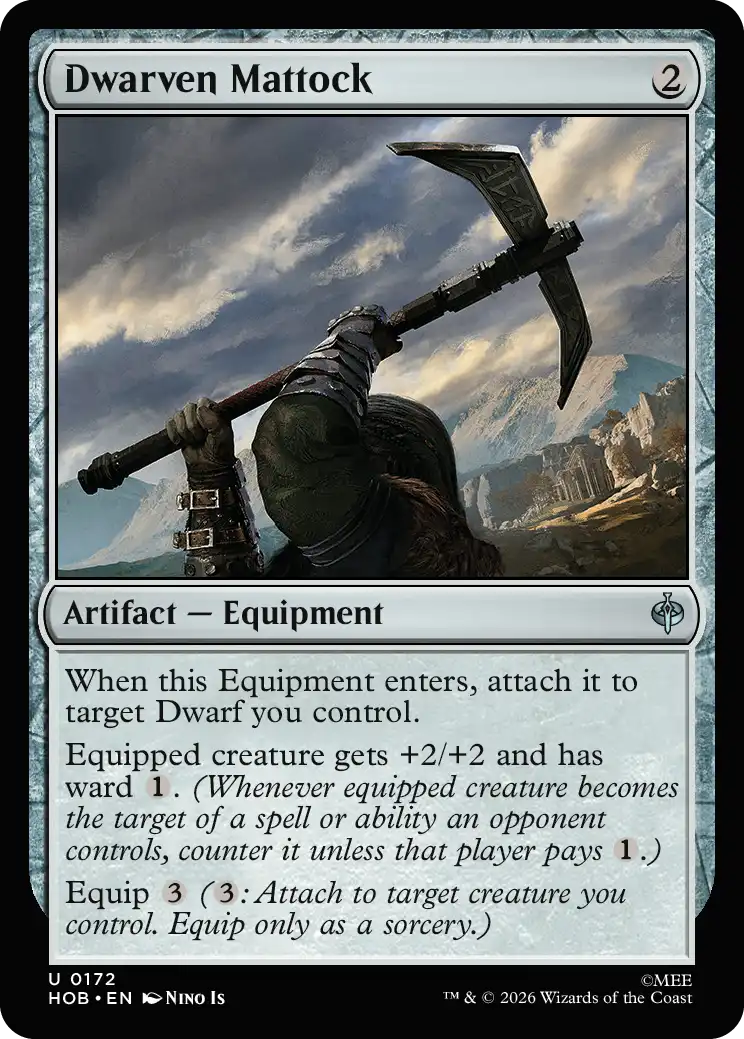 Dwarven Mattock 2
Artifact — Equipment
When this Equipment enters, attach it to
target Dwarf you control.
Equipped creature gets +2/+2 and has
ward 1. (Whenever equipped creature becomes
the target of a spell or ability an opponent
controls, counter it unless that player pays 1.)
Equip 3 (3: Attach to target creature you
control. Equip only as a sorcery.)
U 0172
©MEE
HOB • EN Nino Is
™ & © 2026 Wizards of the Coast